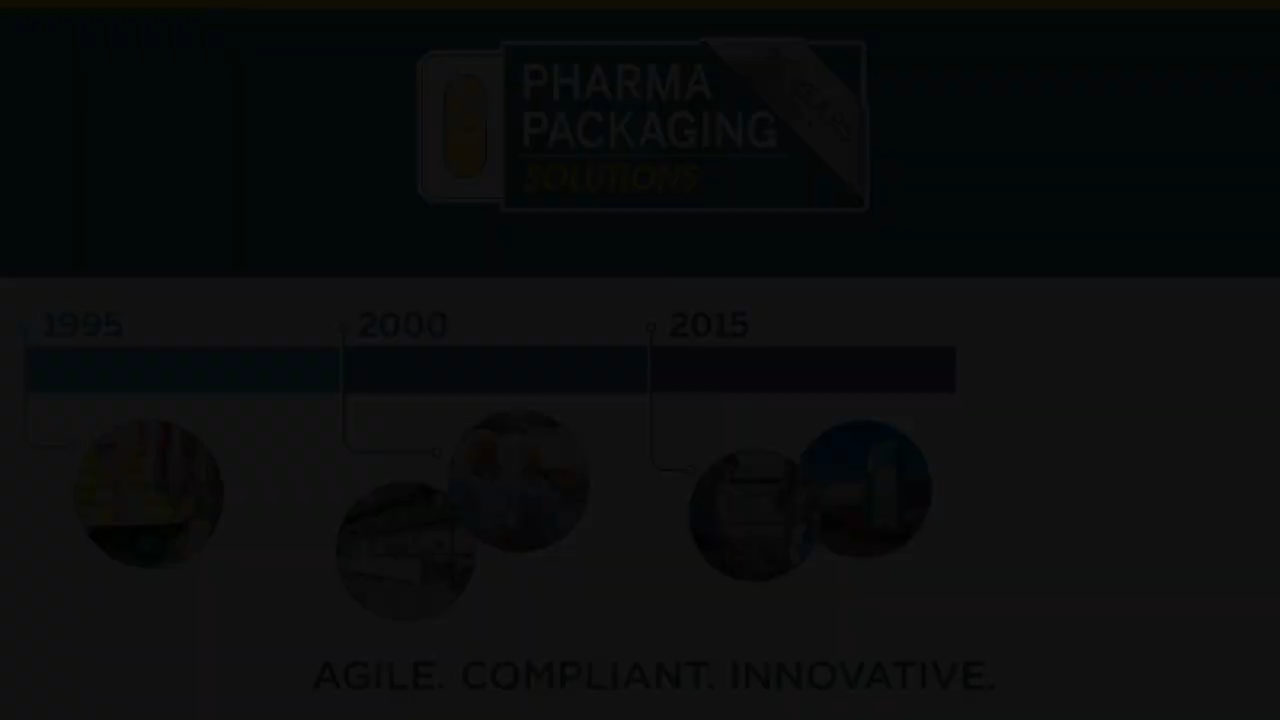 PHARMA
PACKAGING
SOLUTIONS
1995
2000
2015
AGILE. COMPLIANT. INNOVATIVE.